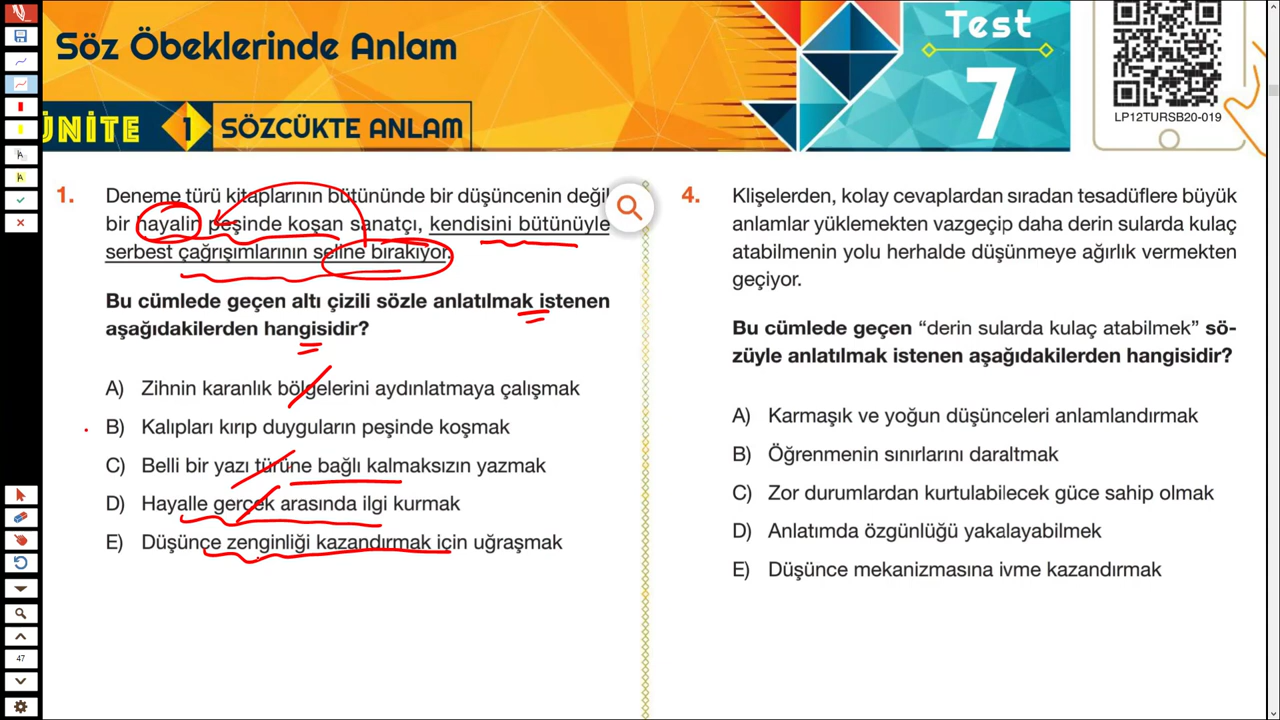 Söz Öbeklerinde Anlam
Test
7
LP12TURSB20-019
ÜNİTE 1 SÖZCÜKTE ANLAM
1. Deneme türü kitaplarının bütününde bir düşüncenin değil
bir hayalin peşinde koşan sanatçı, kendisini bütünüyle
serbest çağrışımlarının seline bırakıyor.
Bu cümlede geçen altı çizili sözle anlatılmak istenen
aşağıdakilerden hangisidir?
A) Zihnin karanlık bölgelerini aydınlatmaya çalışmak
B) Kalıpları kırıp duyguların peşinde koşmak
C) Belli bir yazı türüne bağlı kalmaksızın yazmak
D) Hayalle gerçek arasında ilgi kurmak
E) Düşünce zenginliği kazandırmak için uğraşmak
4. Klişelerden, kolay cevaplardan sıradan tesadüflere büyük
anlamlar yüklemekten vazgeçip daha derin sularda kulaç
atabilmenin yolu herhalde düşünmeye ağırlık vermekten
geçiyor.
Bu cümlede geçen “derin sularda kulaç atabilmek” sö-
züyle anlatılmak istenen aşağıdakilerden hangisidir?
A) Karmaşık ve yoğun düşünceleri anlamlandırmak
B) Öğrenmenin sınırlarını daraltmak
C) Zor durumlardan kurtulabilecek güce sahip olmak
D) Anlatımda özgünlüğü yakalayabilmek
E) Düşünce mekanizmasına ivme kazandırmak
47